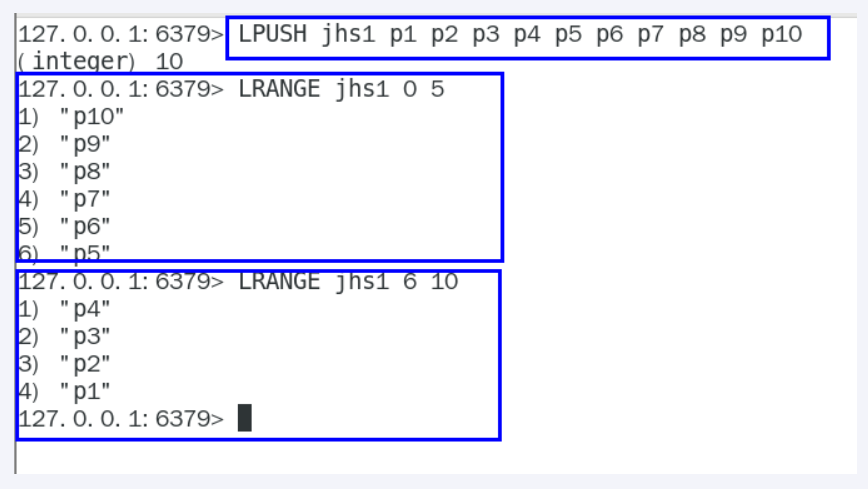 127.0.0.1:6379> LPUSH jhs1 p1 p2 p3 p4 p5 p6 p7 p8 p9 p10
(integer) 10
127.0.0.1:6379> LRANGE jhs1 0 5
1) "p10"
2) "p9"
3) "p8"
4) "p7"
5) "p6"
6) "p5"
127.0.0.1:6379> LRANGE jhs1 6 10
1) "p4"
2) "p3"
3) "p2"
4) "p1"
127.0.0.1:6379>